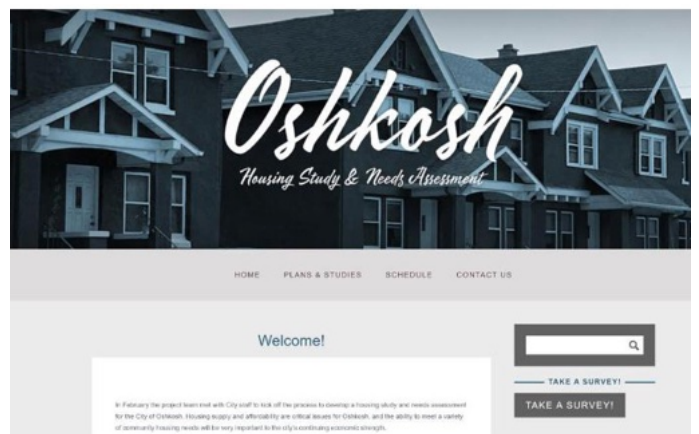 Oshkosh
Housing Study & Needs Assessment
HOME PLANS & STUDIES SCHEDULE CONTACT US
Welcome!
TAKE A SURVEY!
TAKE A SURVEY!
In February the project team met with City staff to kick off the process to develop a housing study and needs assessment
for the City of Oshkosh. Housing supply and affordability are critical issues for Oshkosh, and the ability to meet a variety
of community housing needs will be very important to the city's continuing economic strength.